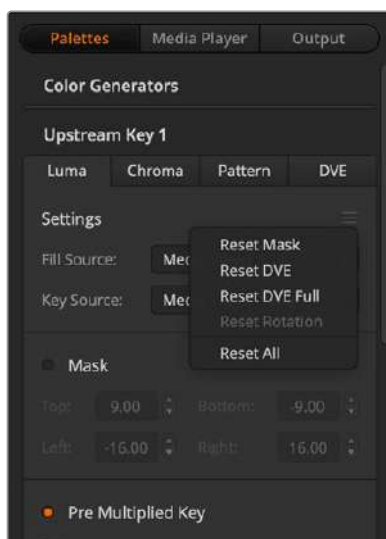 Palettes Media Player Output
Color Generators
Upstream Key 1
Luma Chroma Pattern DVE
Settings
Reset Mask
Reset DVE
Reset DVE Full
Reset Rotation
Reset All
Fill Source: Med
Key Source: Med
Mask
Top: 9.00 Bottom: -9.00
Left: -16.00 Right: 16.00
Pre Multiplied Key